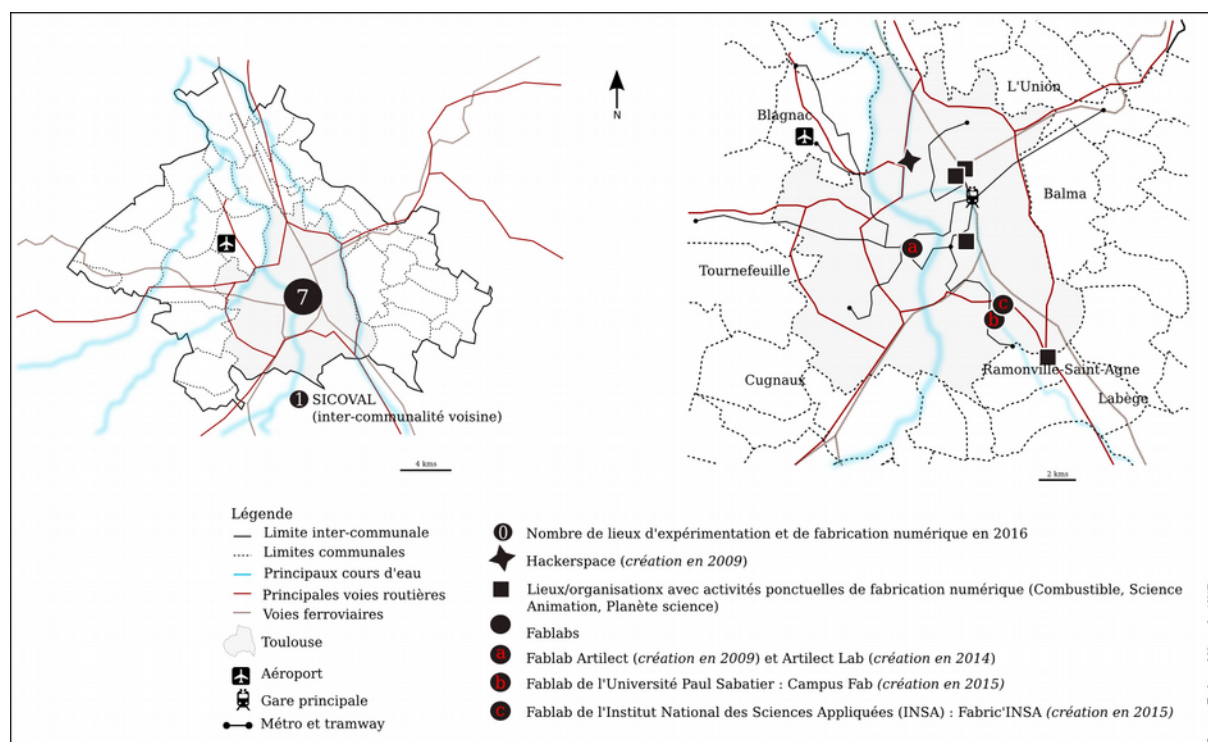 7
1 SICOVAL
(inter-communalité voisine)
4 kms
N
L'Union
Blagnac
Balma
a
Tournefeuille
c
b
Ramonville-Saint-Agne
Cugnaux
Labège
2 kms
Légende
Limite inter-communale
Limites communales
Principaux cours d'eau
Principales voies routières
Voies ferroviaires
Toulouse
Aéroport
Gare principale
Métro et tramway
0 Nombre de lieux d'expérimentation et de fabrication numérique en 2016
Hackerspace (création en 2009)
Lieux/organisationx avec activités ponctuelles de fabrication numérique (Combustible, Science
Animation, Planète science)
Fablabs
a Fablab Artilect (création en 2009) et Artilect Lab (création en 2014)
b Fablab de l'Université Paul Sabatier : Campus Fab (création en 2015)
c Fablab de l'Institut National des Sciences Appliquées (INSA) : Fabric'INSA (création en 2015)